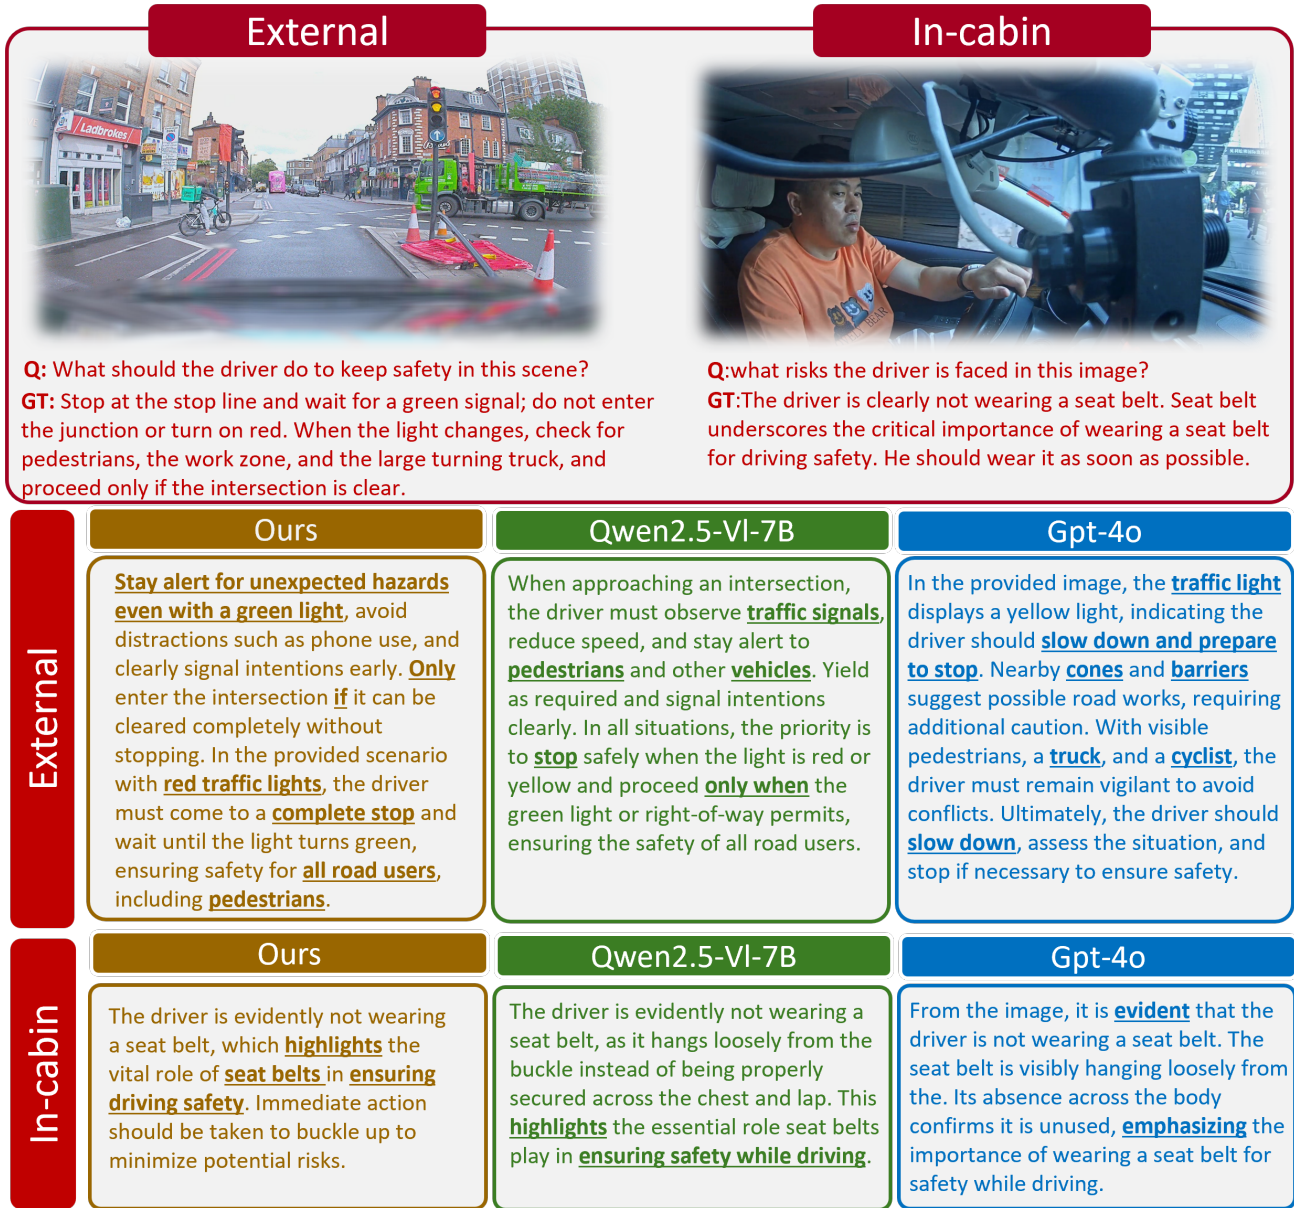 External
In-cabin
Ladbrokes
BEAR
Q: What should the driver do to keep safety in this scene?
GT: Stop at the stop line and wait for a green signal; do not enter
the junction or turn on red. When the light changes, check for
pedestrians, the work zone, and the large turning truck, and
proceed only if the intersection is clear.
Q:what risks the driver is faced in this image?
GT:The driver is clearly not wearing a seat belt. Seat belt
underscores the critical importance of wearing a seat belt
for driving safety. He should wear it as soon as possible.
External
Ours
Stay alert for unexpected hazards
even with a green light, avoid
distractions such as phone use, and
clearly signal intentions early. Only
enter the intersection if it can be
cleared completely without
stopping. In the provided scenario
with red traffic lights, the driver
must come to a complete stop and
wait until the light turns green,
ensuring safety for all road users,
including pedestrians.
Qwen2.5-Vl-7B
When approaching an intersection,
the driver must observe traffic signals,
reduce speed, and stay alert to
pedestrians and other vehicles. Yield
as required and signal intentions
clearly. In all situations, the priority is
to stop safely when the light is red or
yellow and proceed only when the
green light or right-of-way permits,
ensuring the safety of all road users.
Gpt-4o
In the provided image, the traffic light
displays a yellow light, indicating the
driver should slow down and prepare
to stop. Nearby cones and barriers
suggest possible road works, requiring
additional caution. With visible
pedestrians, a truck, and a cyclist, the
driver must remain vigilant to avoid
conflicts. Ultimately, the driver should
slow down, assess the situation, and
stop if necessary to ensure safety.
In-cabin
Ours
The driver is evidently not wearing
a seat belt, which highlights the
vital role of seat belts in ensuring
driving safety. Immediate action
should be taken to buckle up to
minimize potential risks.
Qwen2.5-Vl-7B
The driver is evidently not wearing a
seat belt, as it hangs loosely from the
buckle instead of being properly
secured across the chest and lap. This
highlights the essential role seat belts
play in ensuring safety while driving.
Gpt-4o
From the image, it is evident that the
driver is not wearing a seat belt. The
seat belt is visibly hanging loosely from
the. Its absence across the body
confirms it is unused, emphasizing the
importance of wearing a seat belt for
safety while driving.